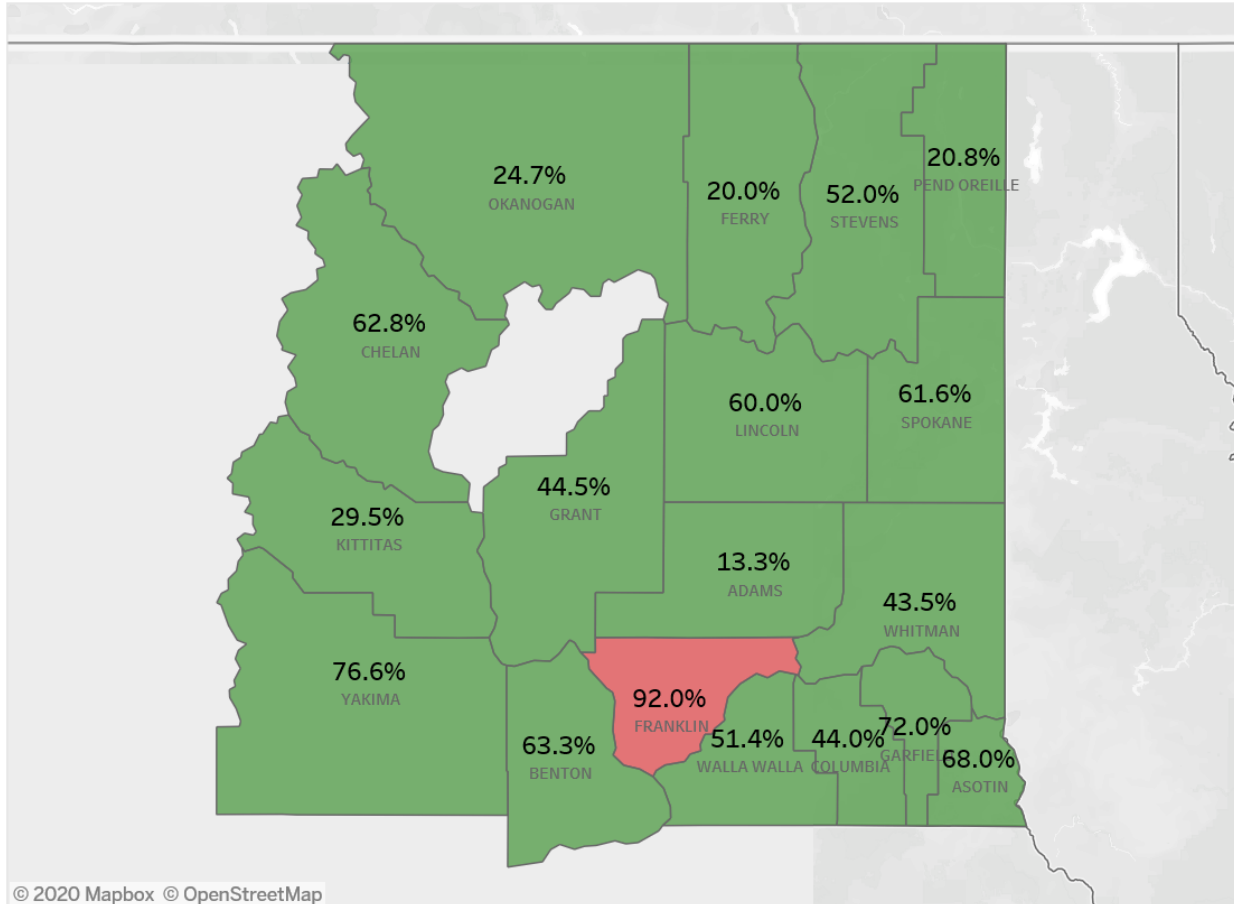 24.7%
OKANOGAN
20.0%
FERRY
52.0%
STEVENS
20.8%
PEND OREILLE
62.8%
CHELAN
60.0%
LINCOLN
61.6%
SPOKANE
44.5%
GRANT
29.5%
KITTITAS
13.3%
ADAMS
43.5%
WHITMAN
76.6%
YAKIMA
92.0%
FRANKLIN
63.3%
BENTON
51.4%
WALLA WALLA
44.0%
COLUMBIA
72.0%
GARFIEL
68.0%
ASOTIN
© 2020 Mapbox © OpenStreetMap